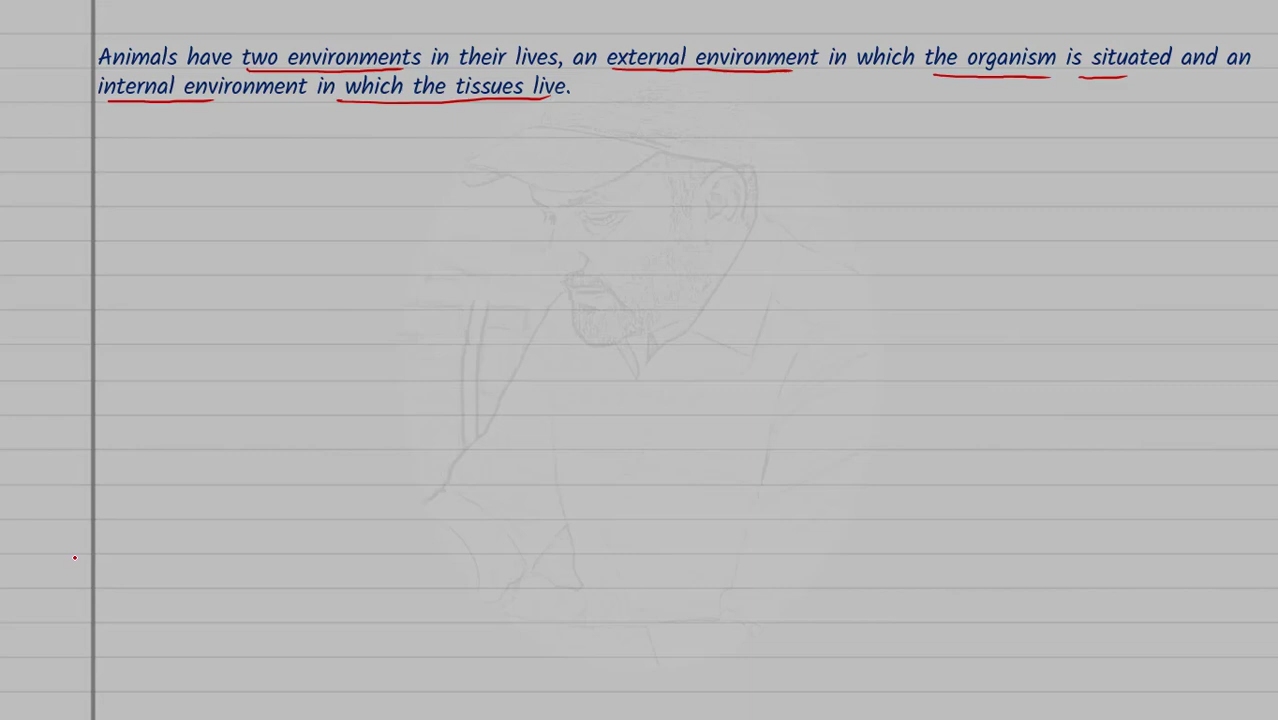 Animals have two environments in their lives, an external environment in which the organism is situated and an
internal environment in which the tissues live.